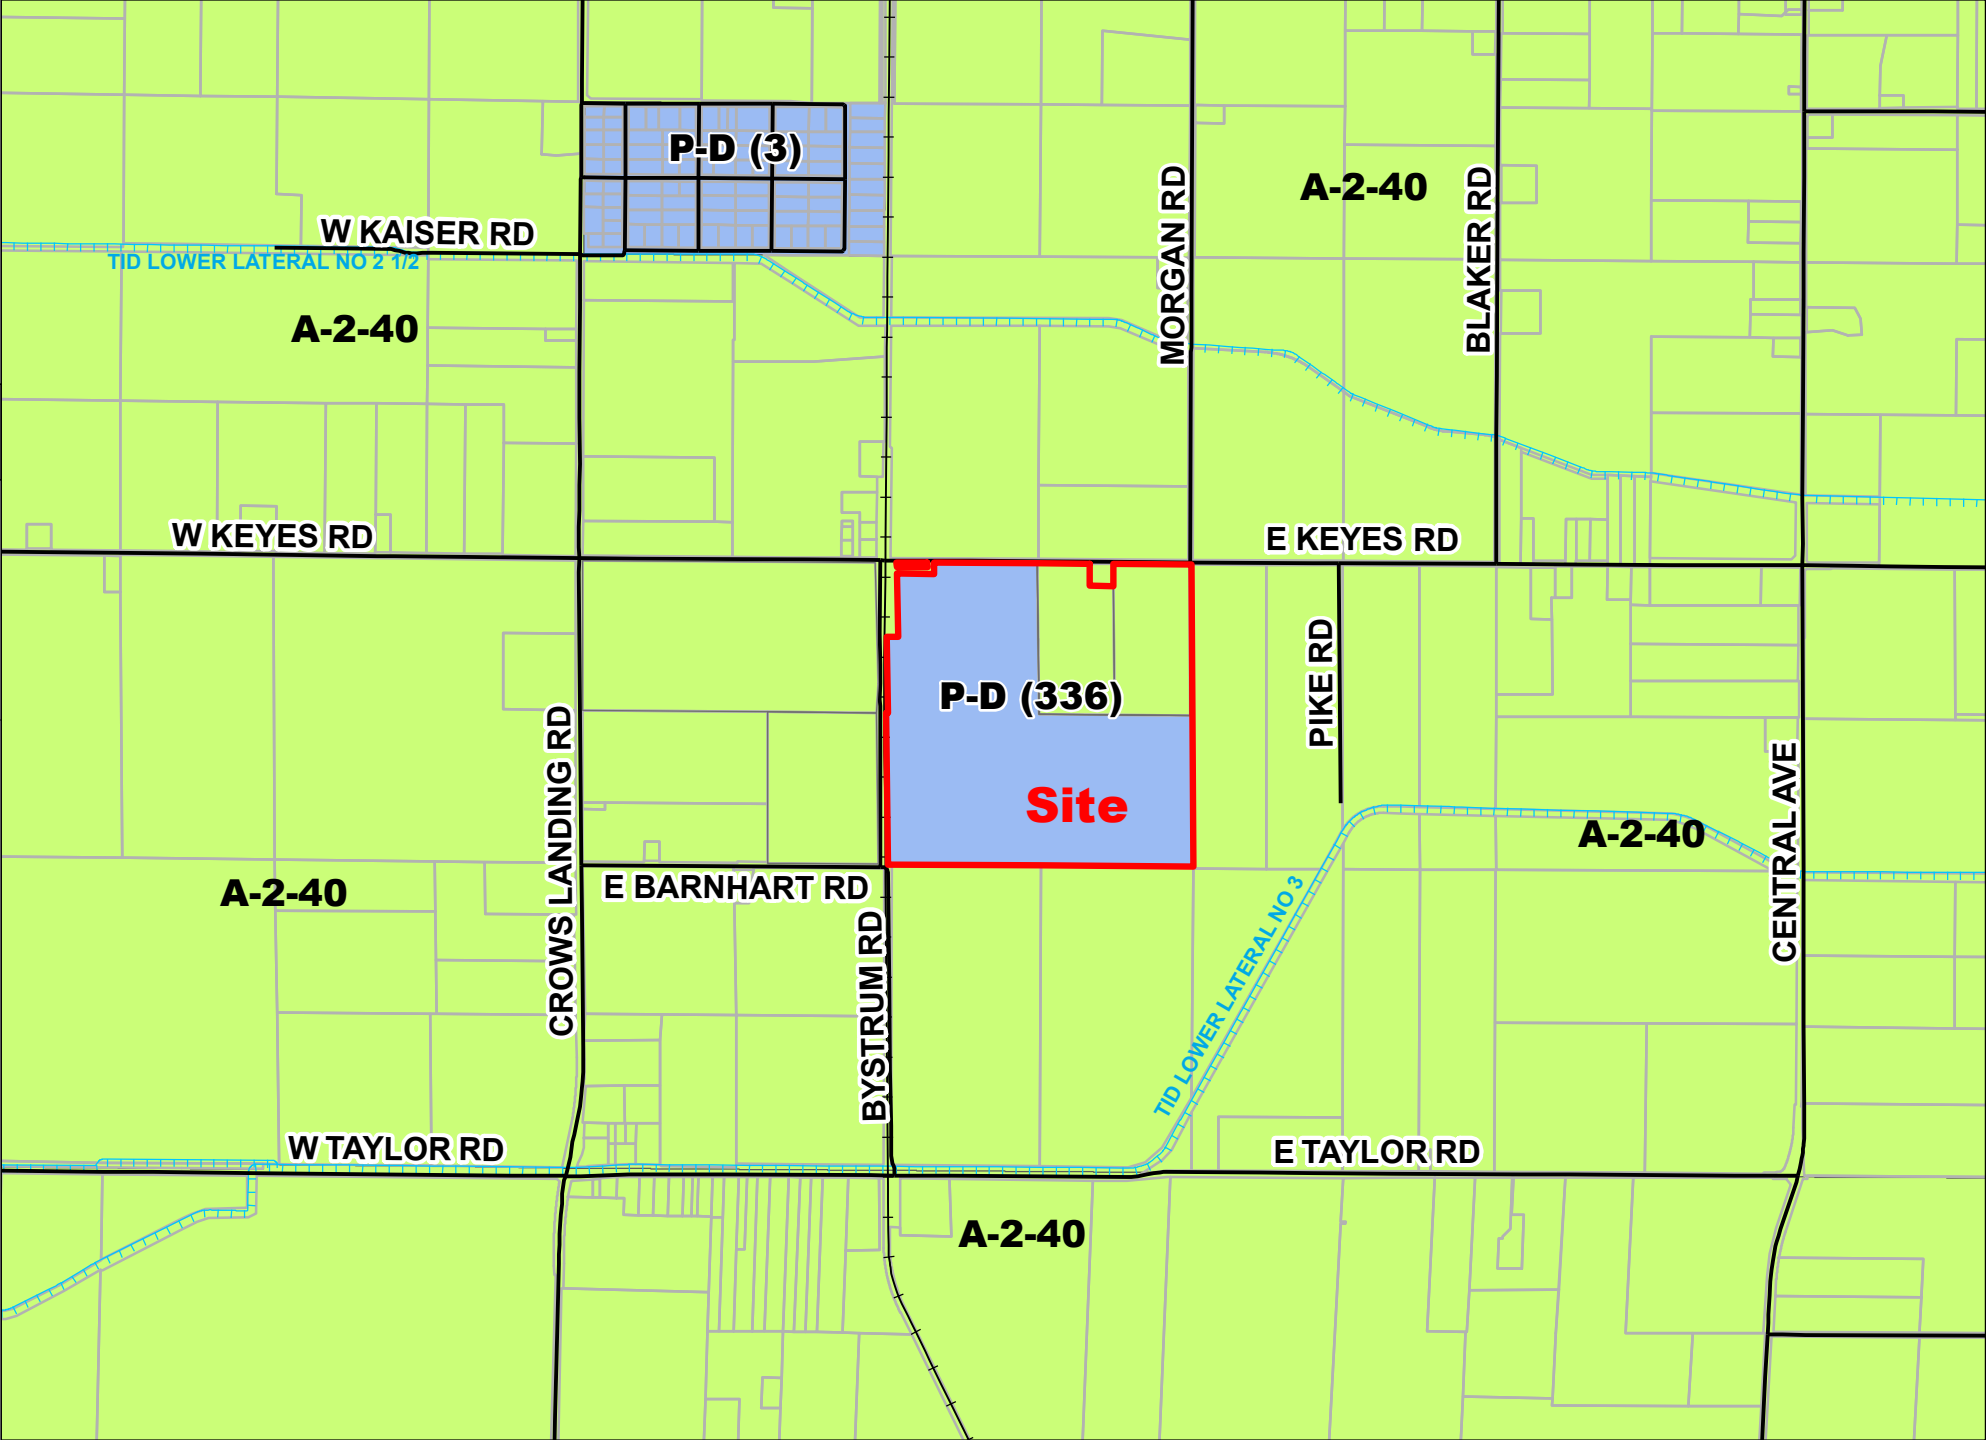 P-D (3)
A-2-40
MORGAN RD
BLAKER RD
W KAISER RD
TID LOWER LATERAL NO 2 1/2
A-2-40
W KEYES RD
E KEYES RD
PIKE RD
P-D (336)
Site
CROWS LANDING RD
CENTRAL AVE
A-2-40
E BARNHART RD
A-2-40
BYSTRUM RD
TID LOWER LATERAL NO 3
W TAYLOR RD
E TAYLOR RD
A-2-40